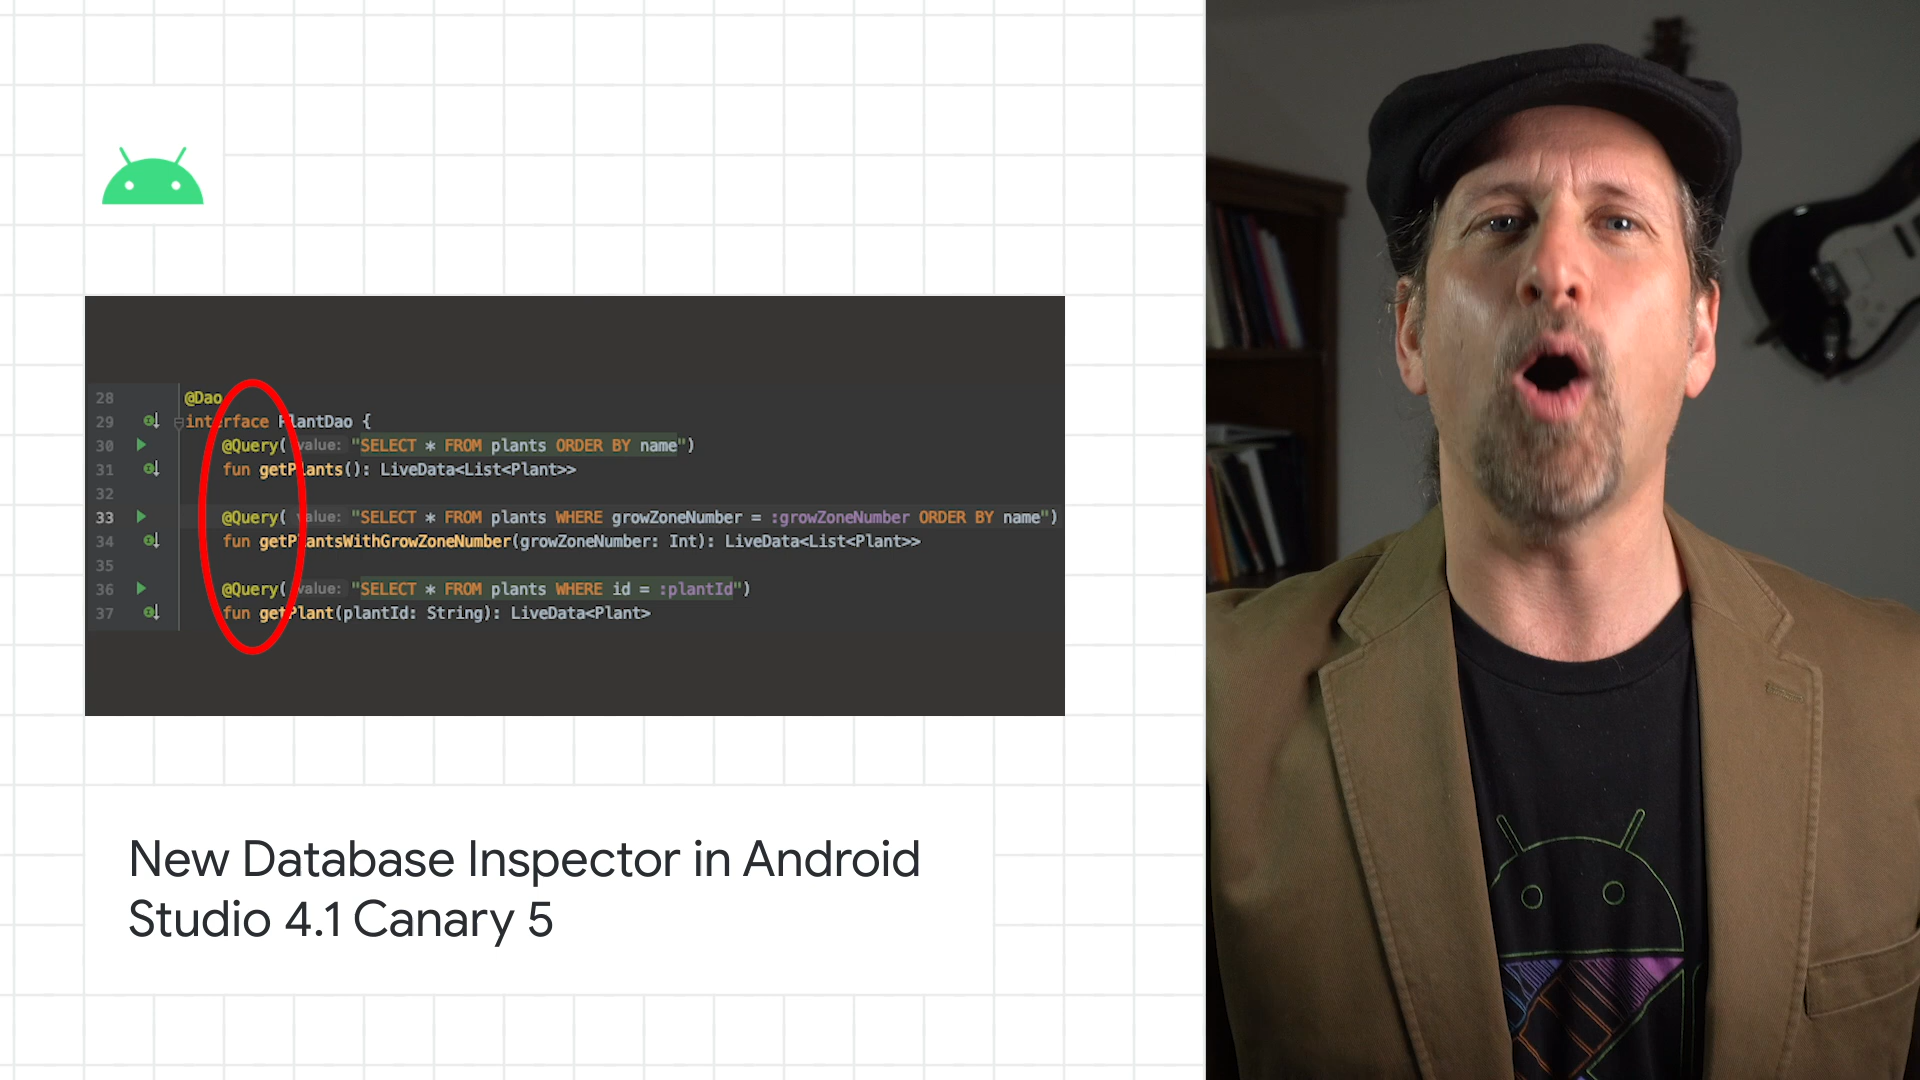 28 @Dao
29 interface PlantDao {
30 @Query( value: "SELECT * FROM plants ORDER BY name")
31 fun getPlants(): LiveData<List<Plant>>
32
33 @Query( value: "SELECT * FROM plants WHERE growZoneNumber = :growZoneNumber ORDER BY name")
34 fun getPlantsWithGrowZoneNumber(growZoneNumber: Int): LiveData<List<Plant>>
35
36 @Query( value: "SELECT * FROM plants WHERE id = :plantId")
37 fun getPlant(plantId: String): LiveData<Plant>
New Database Inspector in Android
Studio 4.1 Canary 5